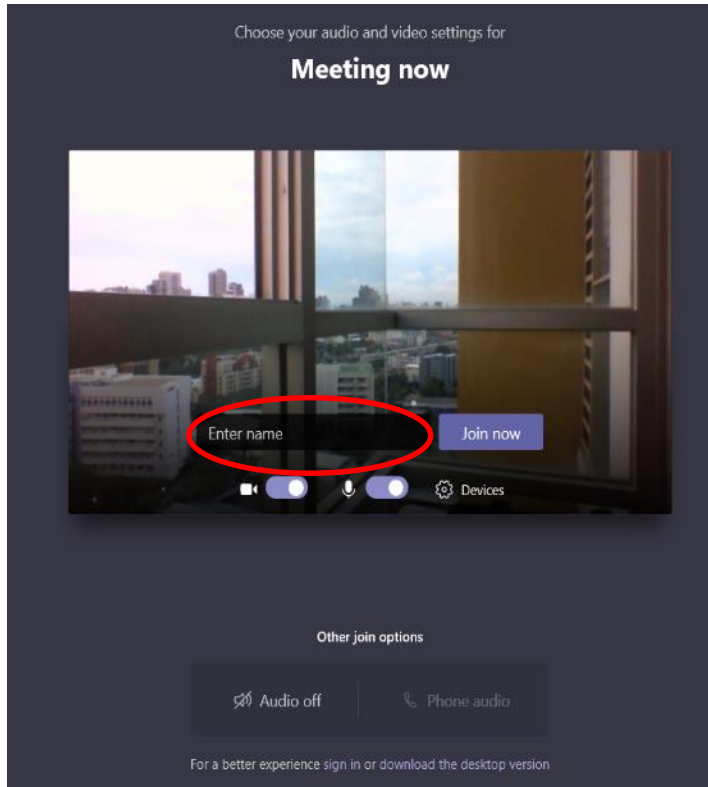 Choose your audio and video settings for
Meeting now
Enter name
Join now
Devices
Other join options
Audio off
Phone audio
For a better experience sign in or download the desktop version